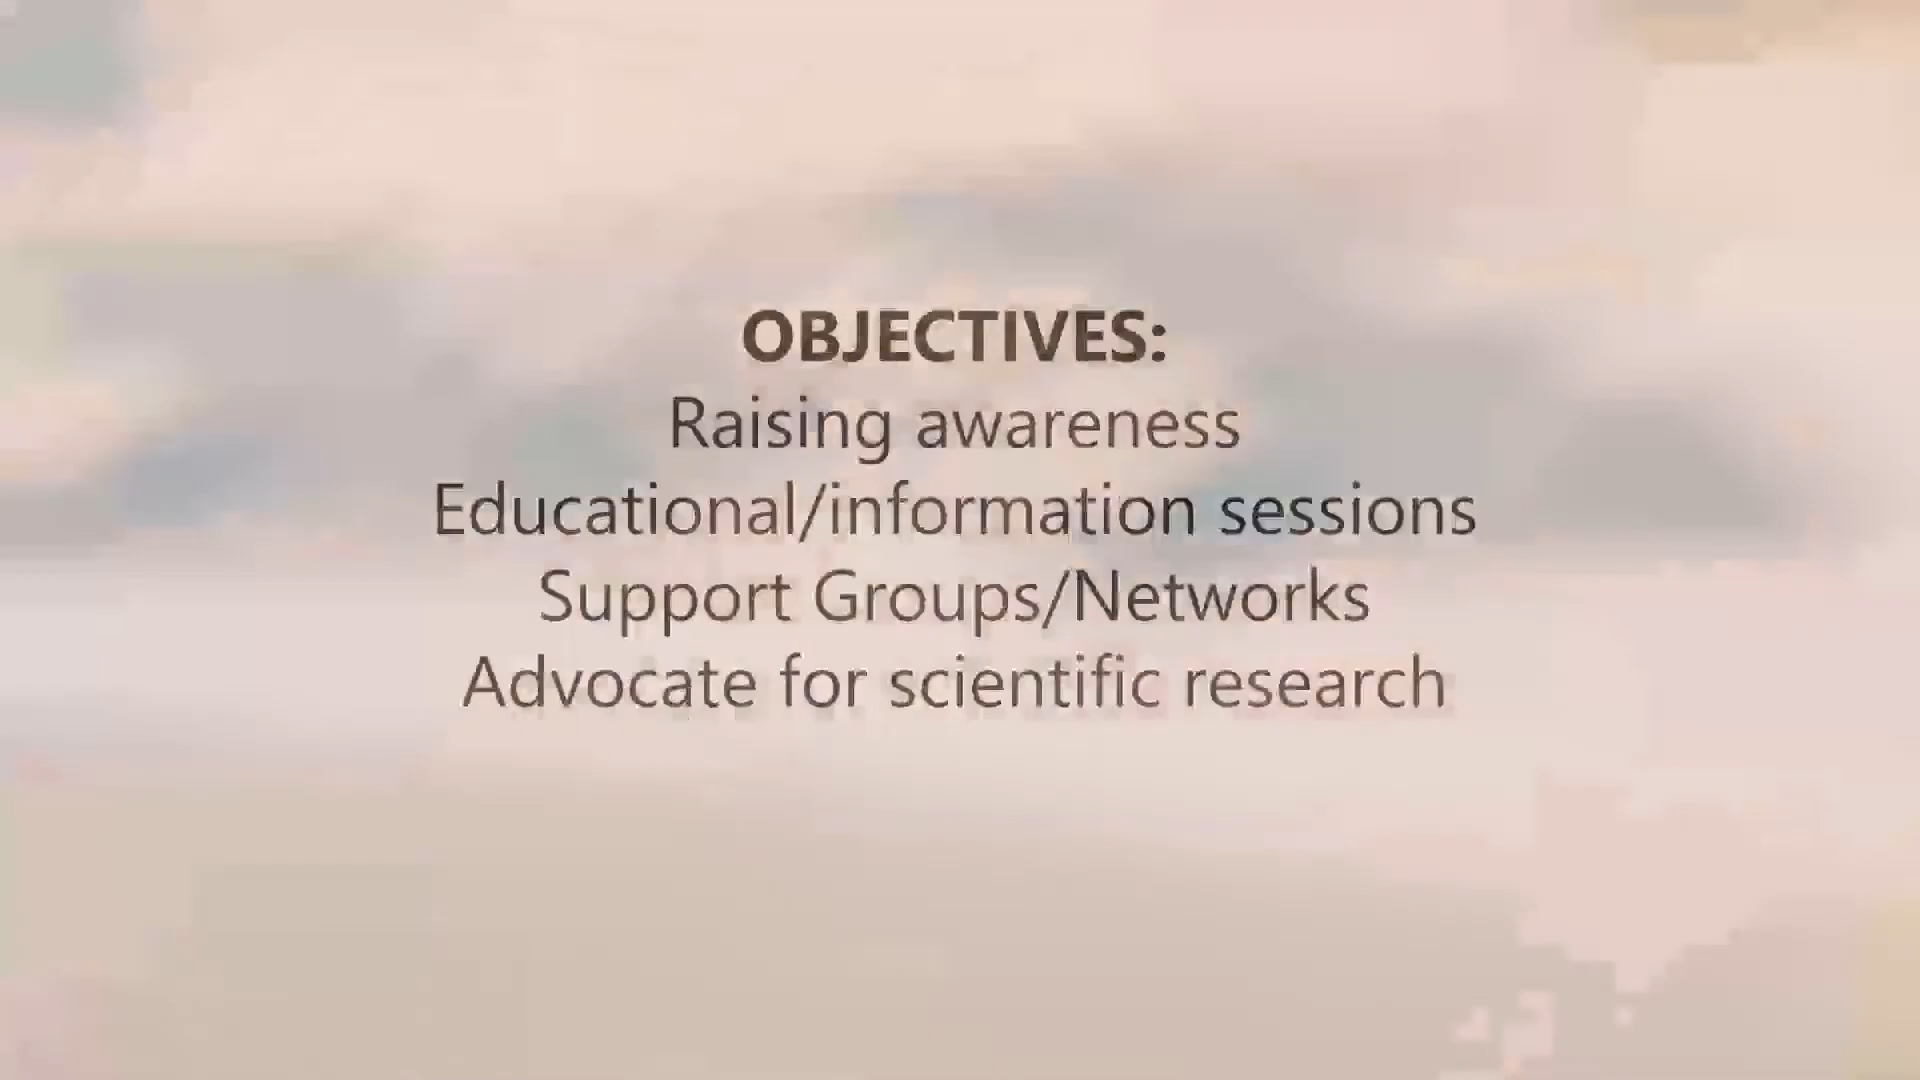 OBJECTIVES:
Raising awareness
Educational/information sessions
Support Groups/Networks
Advocate for scientific research